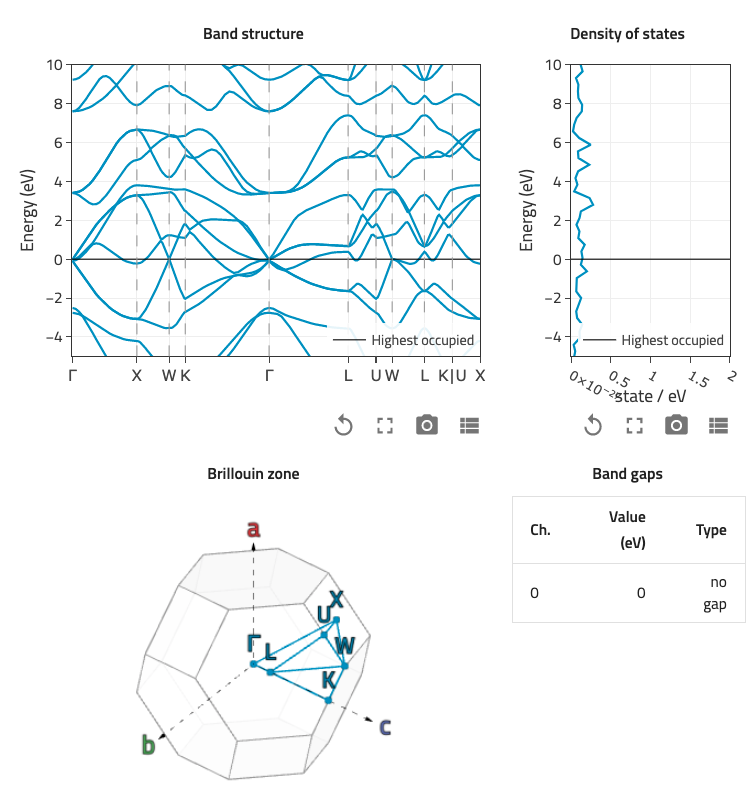 Band structure
Energy (eV)
10
8
6
4
2
0
−2
−4
Highest occupied
Γ X W K Γ L U W L K|U X
Density of states
Energy (eV)
10
8
6
4
2
0
−2
−4
Highest occupied
0 0.5 1 1.5 2
state / eV
Brillouin zone
a
X
U
Γ
L
W
K
c
b
Band gaps
Ch. Value (eV) Type
0 0 no gap